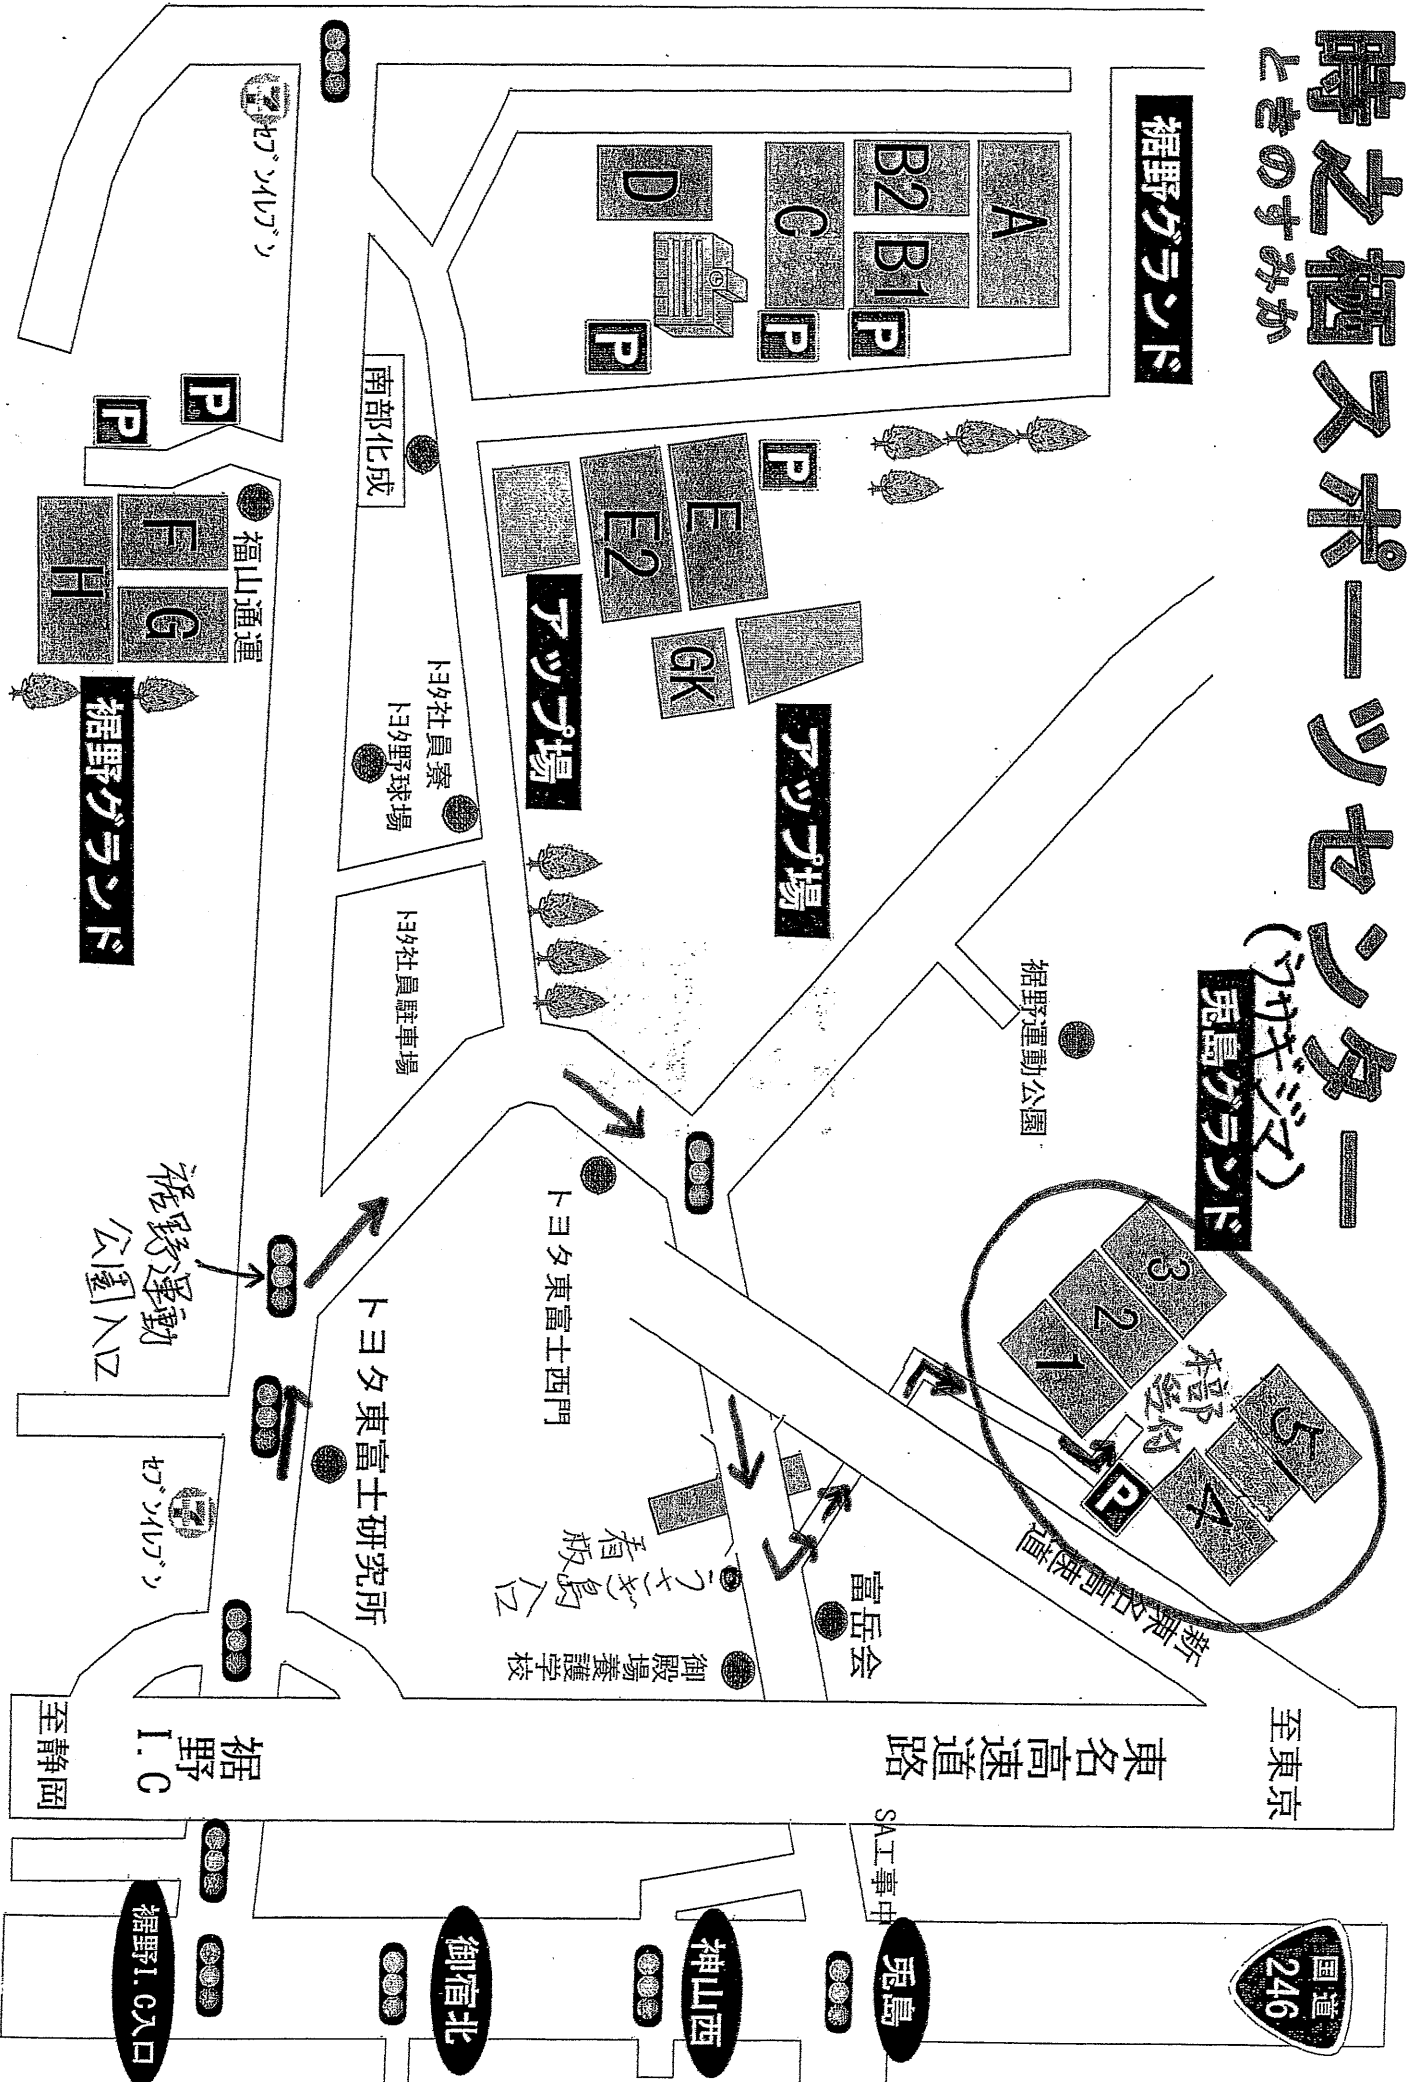 時之栖スポーツセンター
ときのすみか
裾野グランド
A
B2
B1
C
D
P
P
P
P
E
E2
GK
アップ場
アップ場
(うサギジマ)
兎島グランド
裾野運動公園
3
2
1
本部
受付
5
4
P
新東名高速道
セブンイレブン
南部化成
P
P
福山通運
F
G
H
裾野グランド
トヨタ社員寮
トヨタ野球場
トヨタ社員駐車場
トヨタ東富士西門
裾野運動
公園入口
トヨタ東富士研究所
セブンイレブン
うさぎ島入口
看板
富岳会
御殿場養護学校
至東京
東名高速道路
裾野
I.C
至静岡
SA工事中
国道
246
兎島
神山西
御宿北
裾野I.C入口